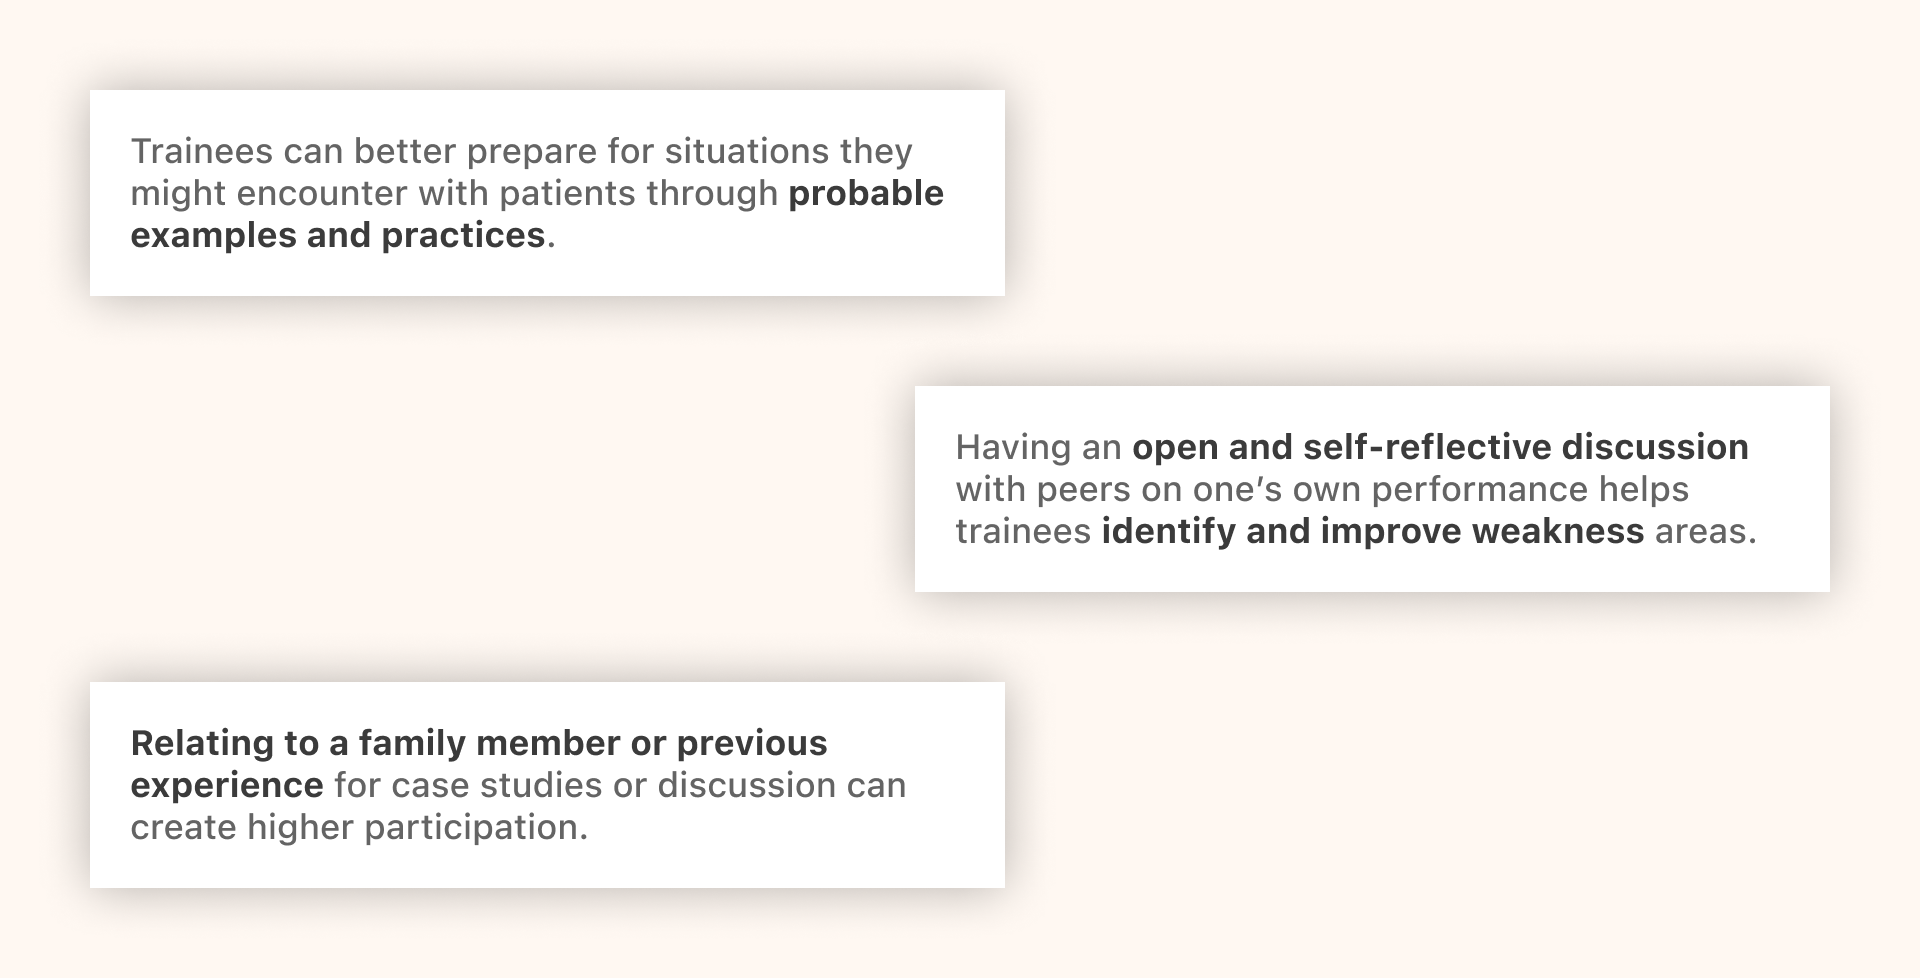 Trainees can better prepare for situations they
might encounter with patients through probable
examples and practices.
Having an open and self-reflective discussion
with peers on one’s own performance helps
trainees identify and improve weakness areas.
Relating to a family member or previous
experience for case studies or discussion can
create higher participation.